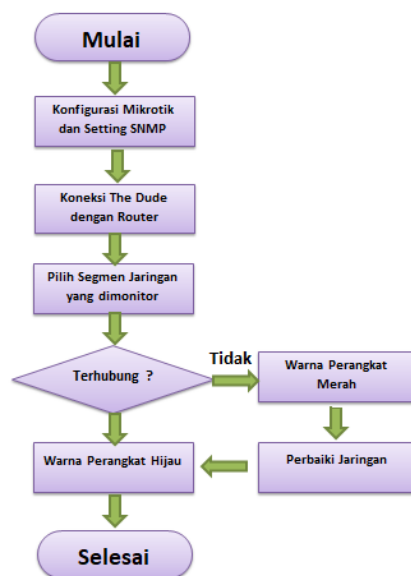 Mulai
Konfigurasi Mikrotik
dan Setting SNMP
Koneksi The Dude
dengan Router
Pilih Segmen Jaringan
yang dimonitor
Terhubung ?
Tidak
Warna Perangkat
Merah
Perbaiki Jaringan
Warna Perangkat Hijau
Selesai